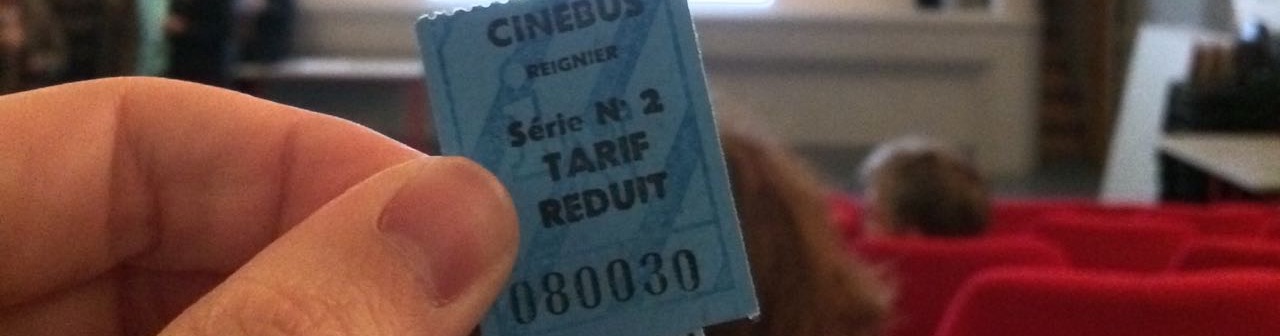 CINEBUS
REIGNIER
Série N: 2
TARIF
REDUIT
080030